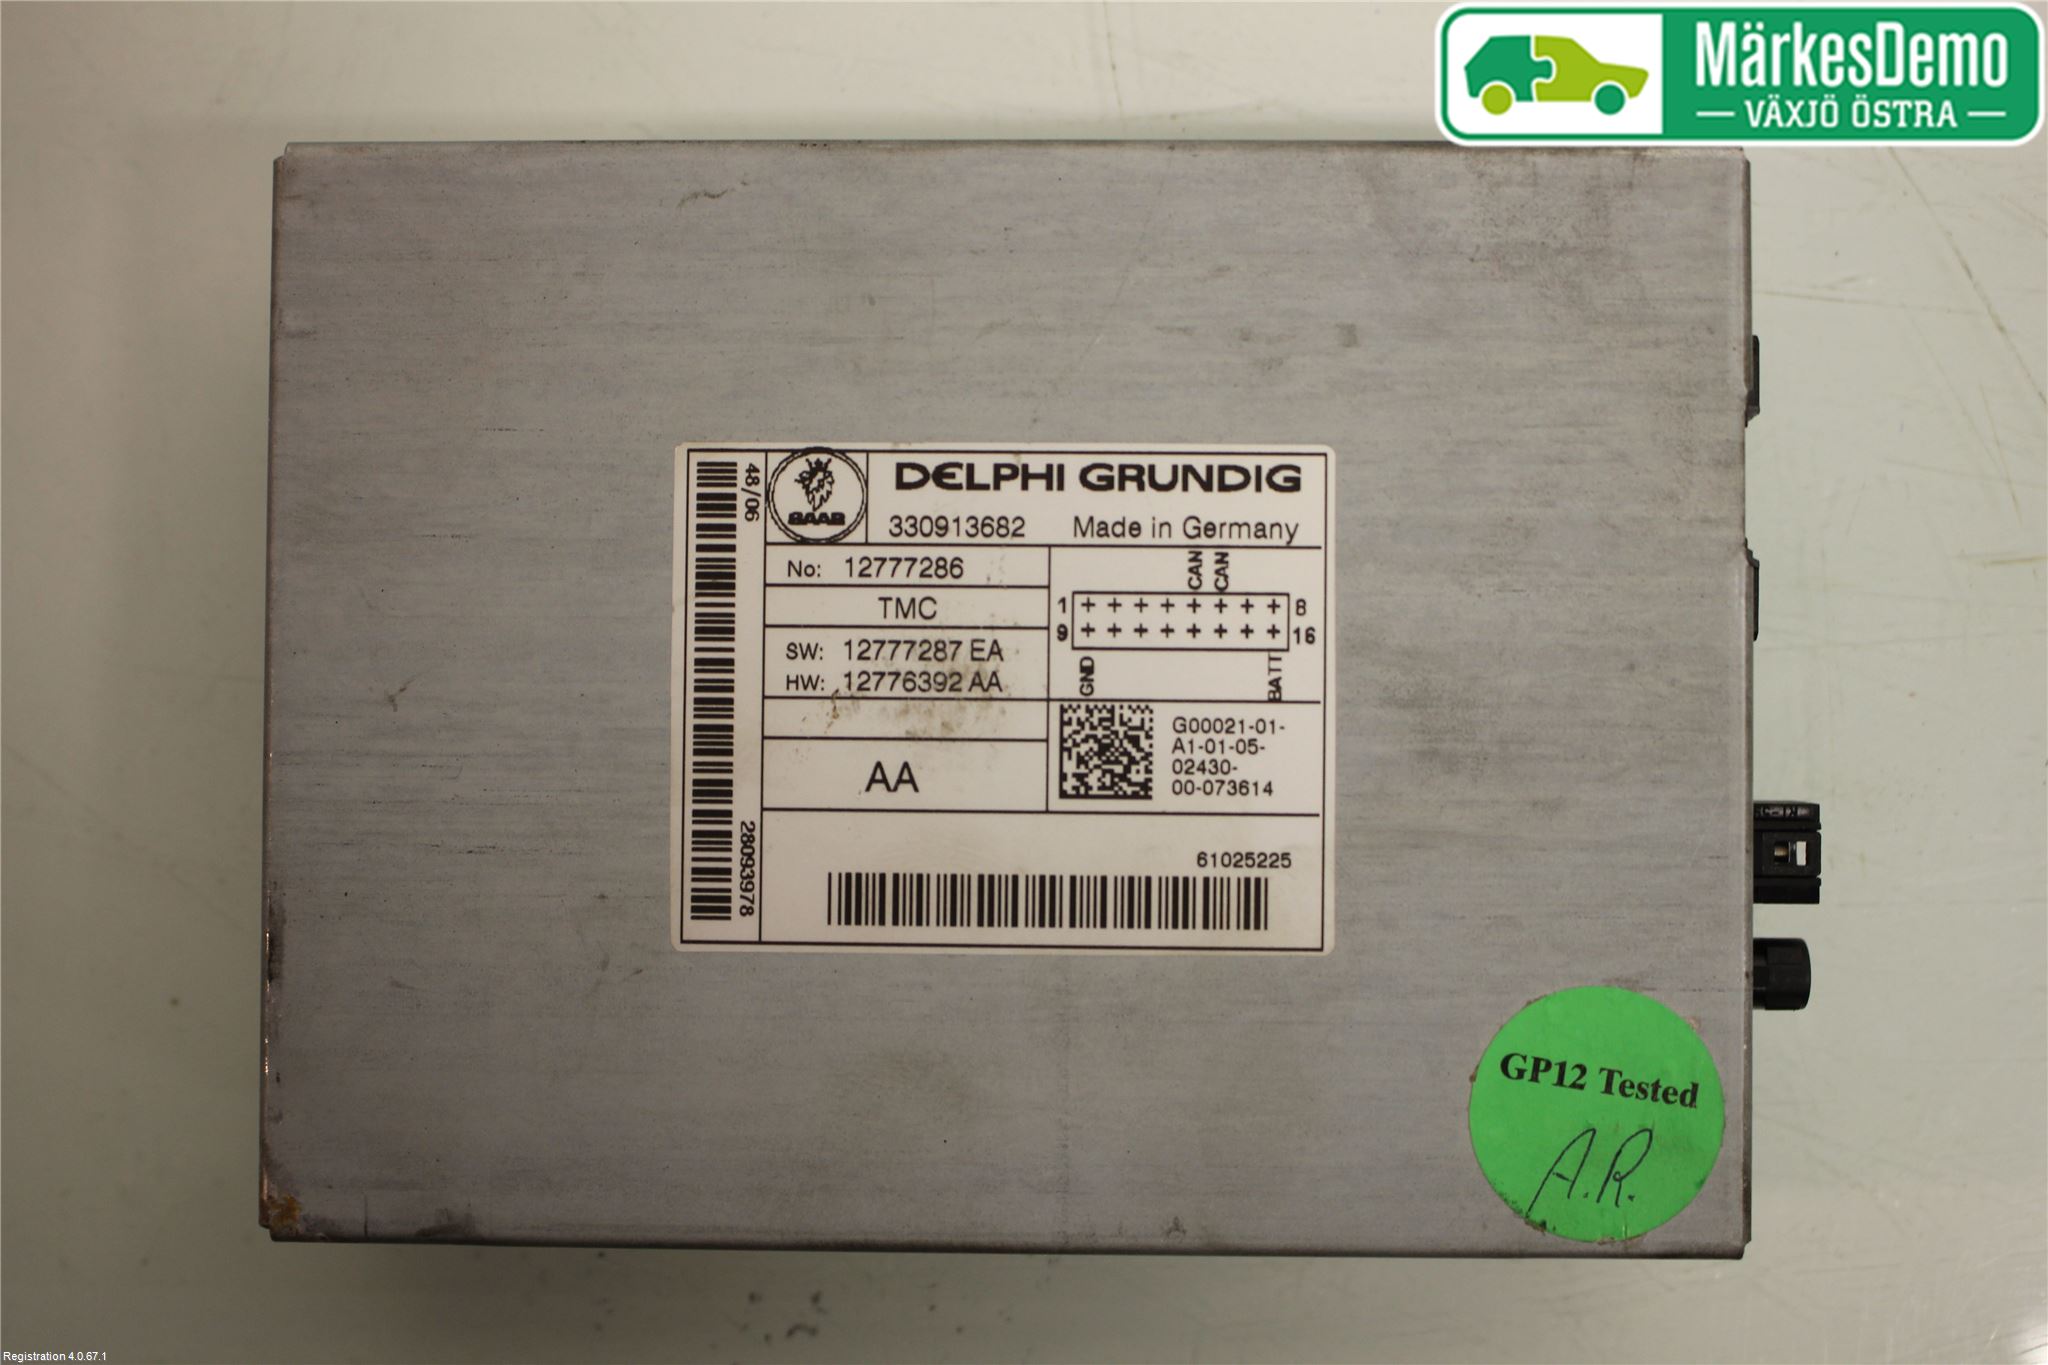 MärkesDemo
VÄXJÖ ÖSTRA
48/06
28093978
SAAB
DELPHI GRUNDIG
330913682 Made in Germany
No: 12777286
TMC
SW: 12777287 EA
HW: 12776392 AA
AA
CAN CAN
1 + + + + + + + + 8
9 + + + + + + + + 16
GND BATT
G00021-01-
A1-01-05-
02430-
00-073614
61025225
GP12 Tested
A.R.
Registration 4.0.67.1